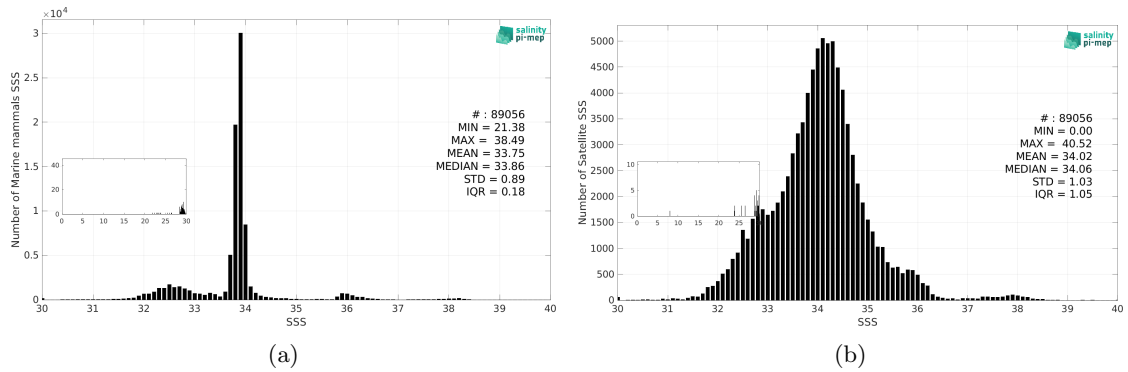 ×10⁴
3
2.5
2
1.5
1
0.5
0
30 31 32 33 34 35 36 37 38 39 40
SSS
Number of Marine mammals SSS
salinity
pi-mep
# : 89056
MIN = 21.38
MAX = 38.49
MEAN = 33.75
MEDIAN = 33.86
STD = 0.89
IQR = 0.18
40
20
0
0 5 10 15 20 25 30
(a)
5000
4500
4000
3500
3000
2500
2000
1500
1000
500
0
30 31 32 33 34 35 36 37 38 39 40
SSS
Number of Satellite SSS
salinity
pi-mep
# : 89056
MIN = 0.00
MAX = 40.52
MEAN = 34.02
MEDIAN = 34.06
STD = 1.03
IQR = 1.05
10
5
0
0 5 10 15 20 25
(b)